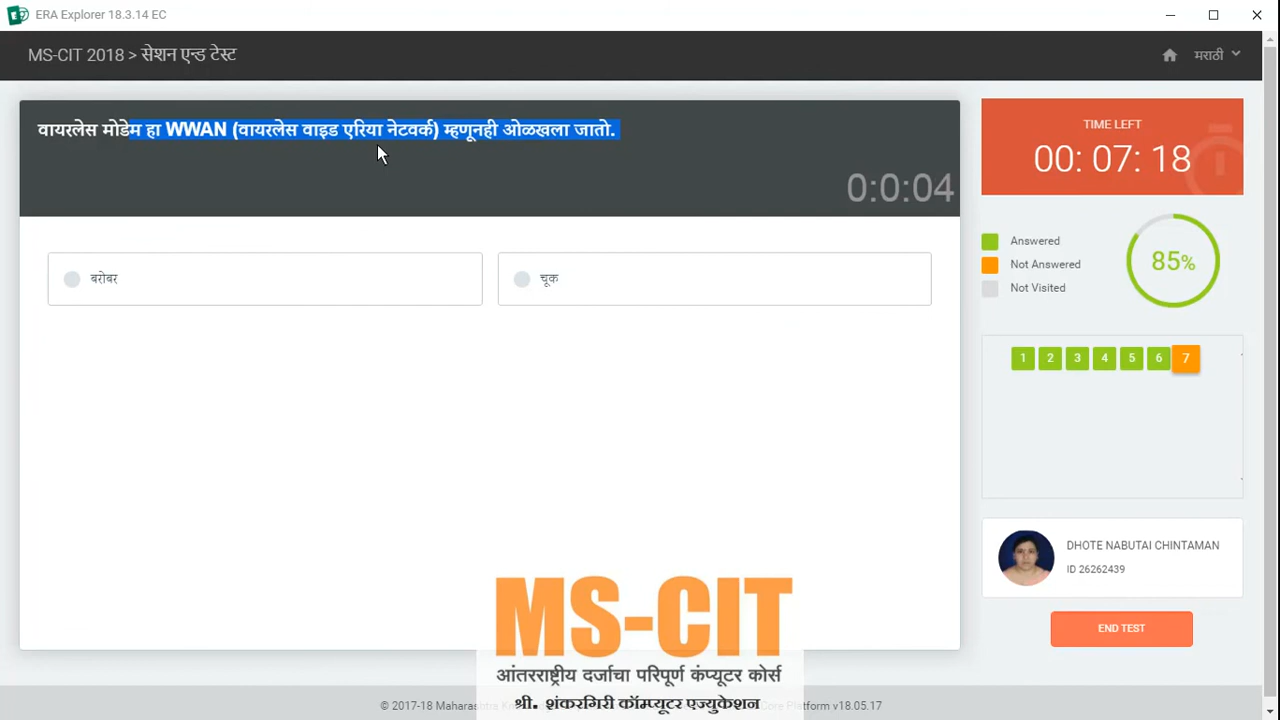 ERA Explorer 18.3.14 EC
MS-CIT 2018 > सेशन एन्ड टेस्ट
मराठी
वायरलेस मोडेम हा WWAN (वायरलेस वाइड एरिया नेटवर्क) म्हणूनही ओळखला जातो.
0:0:04
बरोबर
चूक
TIME LEFT
00: 07: 18
Answered
Not Answered
Not Visited
85%
1 2 3 4 5 6 7
DHOTE NABUTAI CHINTAMAN
ID 26262439
END TEST
MS-CIT
आंतरराष्ट्रीय दर्जाचा परिपूर्ण कंप्यूटर कोर्स
श्री. शंकरगिरी कॉम्प्यूटर एज्युकेशन
© 2017-18 Maharashtra Core Platform v18.05.17